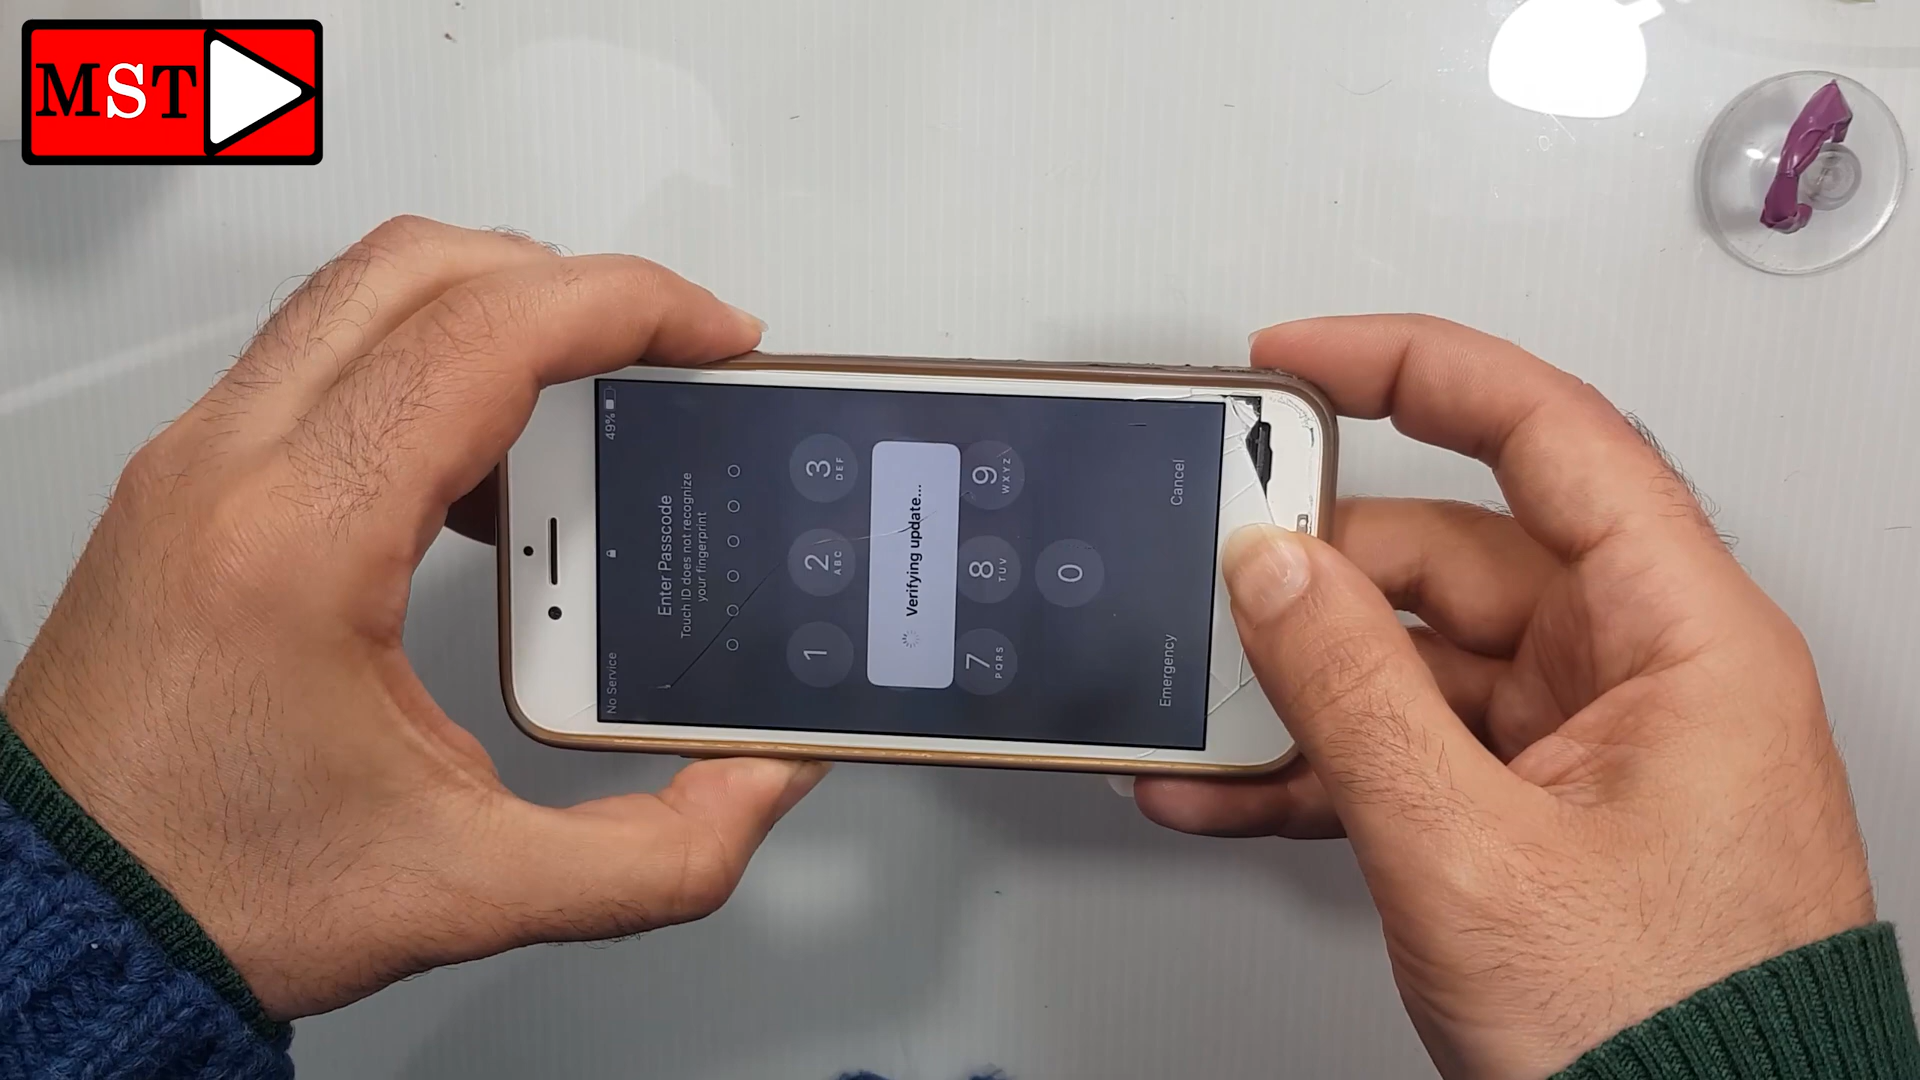 MST
No Service
49%
Enter Passcode
Touch ID does not recognize
your fingerprint
1
2
ABC
3
DEF
Verifying update...
7
PQRS
8
TUV
9
WXYZ
0
Emergency
Cancel